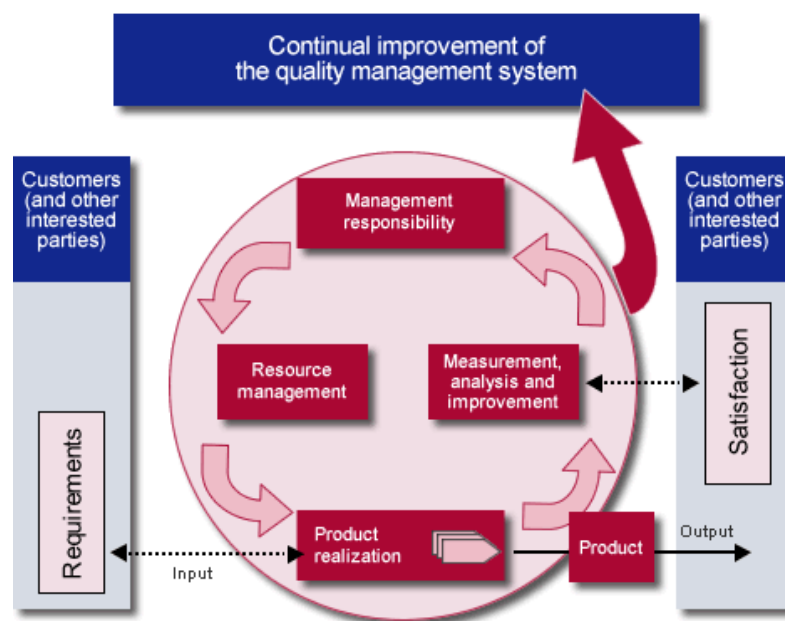 Continual improvement of
the quality management system
Customers
(and other
interested
parties)
Customers
(and other
interested
parties)
Management
responsibility
Resource
management
Measurement,
analysis and
improvement
Satisfaction
Requirements
Product
realization
Product
Input
Output